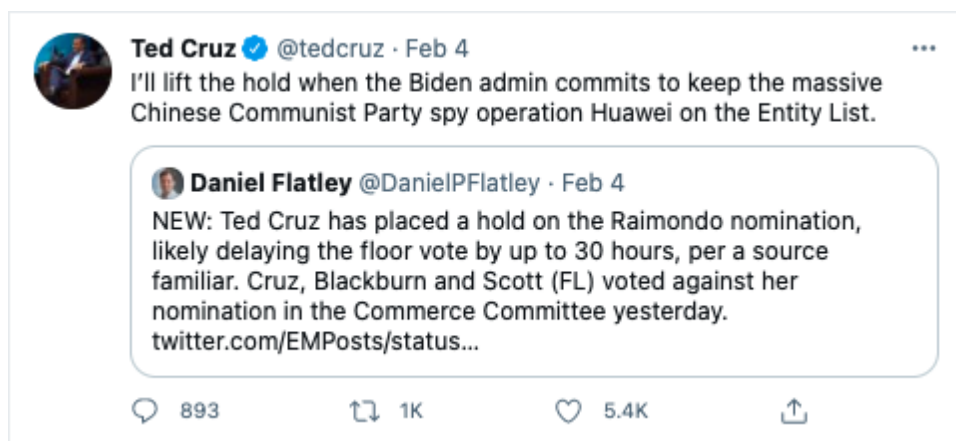 Ted Cruz @tedcruz · Feb 4
I’ll lift the hold when the Biden admin commits to keep the massive
Chinese Communist Party spy operation Huawei on the Entity List.
Daniel Flatley @DanielPFlatley · Feb 4
NEW: Ted Cruz has placed a hold on the Raimondo nomination,
likely delaying the floor vote by up to 30 hours, per a source
familiar. Cruz, Blackburn and Scott (FL) voted against her
nomination in the Commerce Committee yesterday.
twitter.com/EMPosts/status...
893 1K 5.4K